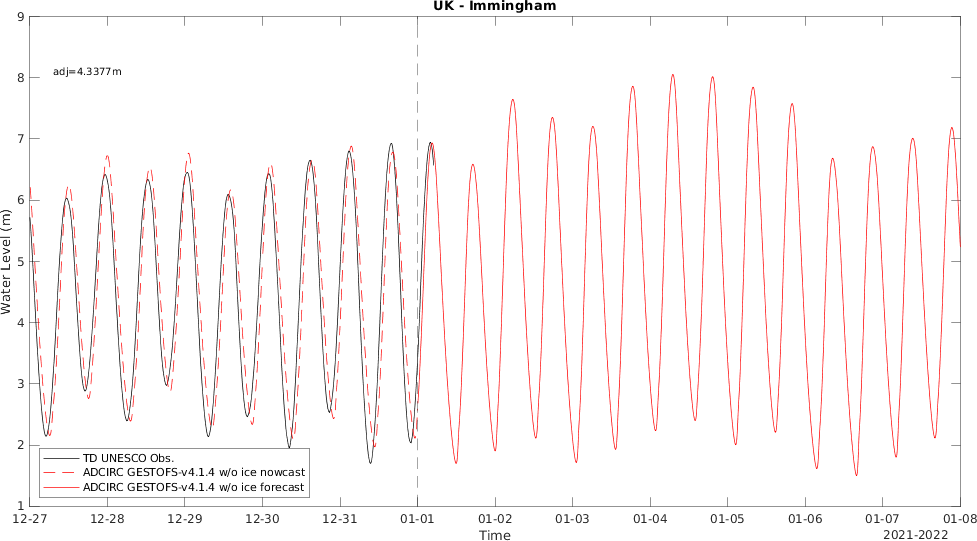 UK - Immingham
adj=4.3377m
Water Level (m)
9
8
7
6
5
4
3
2
1
TD UNESCO Obs.
ADCIRC GESTOFS-v4.1.4 w/o ice nowcast
ADCIRC GESTOFS-v4.1.4 w/o ice forecast
12-27 12-28 12-29 12-30 12-31 01-01 01-02 01-03 01-04 01-05 01-06 01-07 01-08
Time
2021-2022